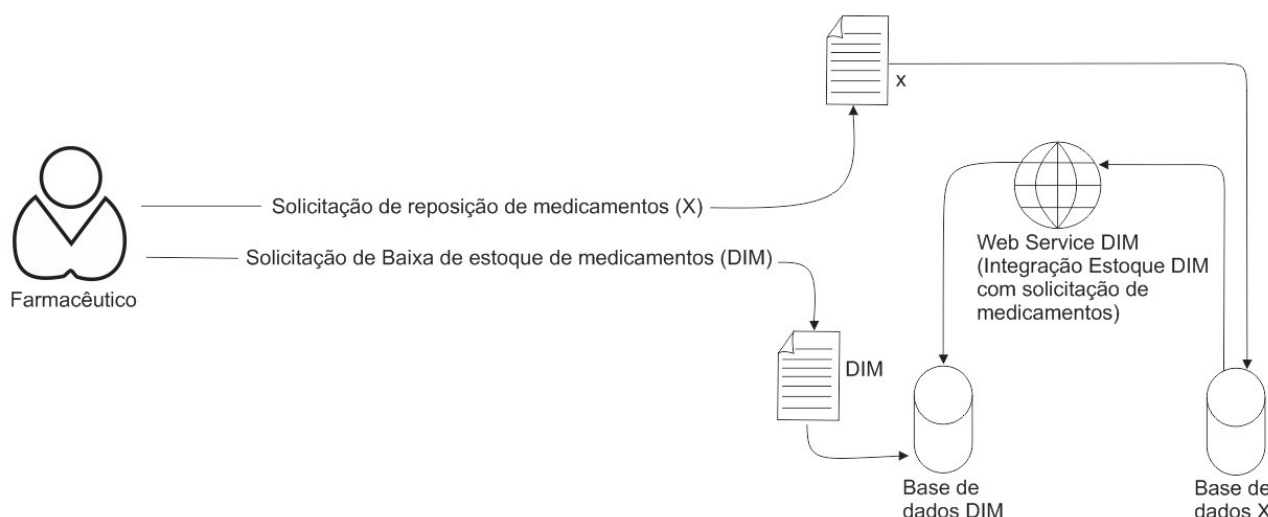 x
Solicitação de reposição de medicamentos (X)
Solicitação de Baixa de estoque de medicamentos (DIM)
Farmacêutico
Web Service DIM
(Integração Estoque DIM
com solicitação de
medicamentos)
DIM
Base de
dados DIM
Base de
dados X